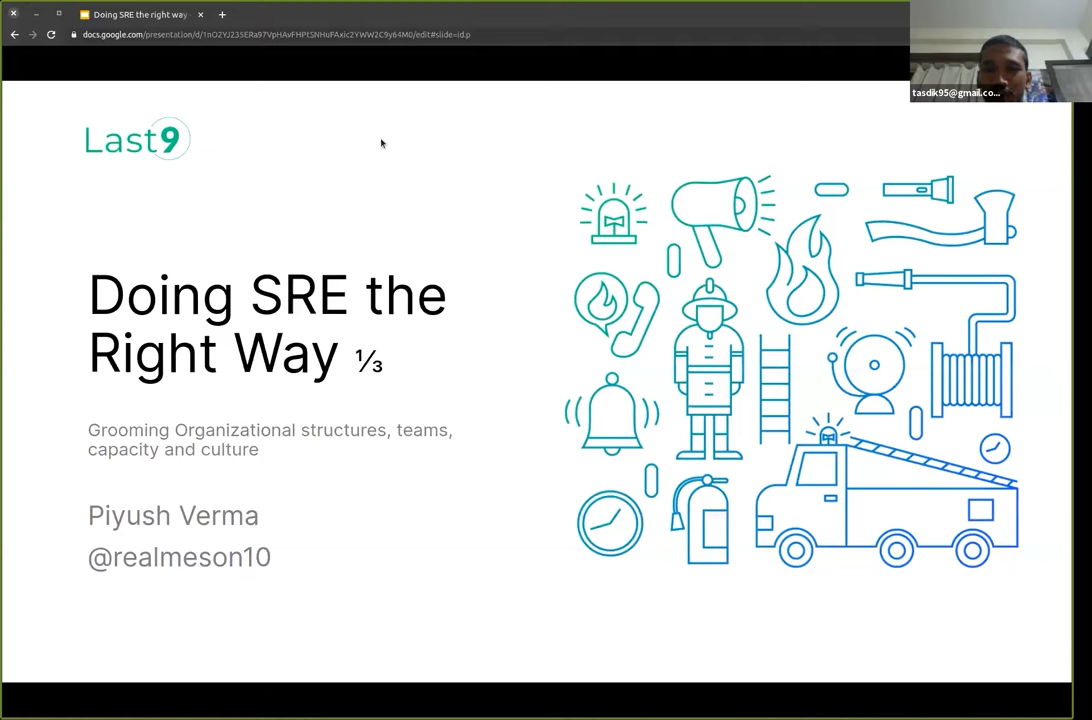 Doing SRE the right way
docs.google.com/presentation/d/1nO2YJ235ERa97VpHAvFHPtSNHuFAxic2YWW2C9y64M0/edit#slide=id.p
tasdik95@gmail.co...
Last9
Doing SRE the
Right Way ⅓
Grooming Organizational structures, teams,
capacity and culture
Piyush Verma
@realmeson10